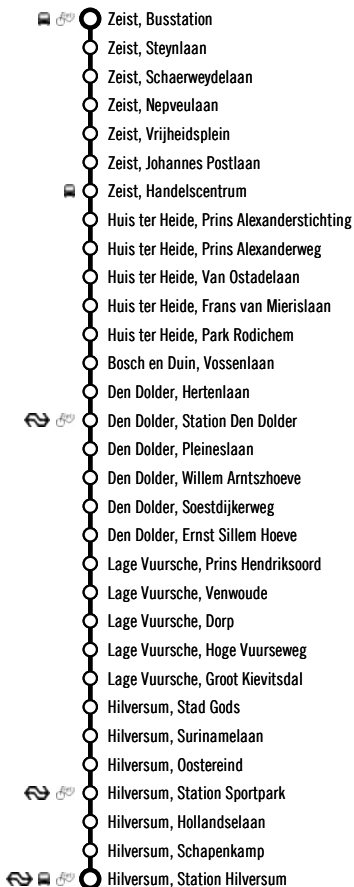 Zeist, Busstation
Zeist, Steynlaan
Zeist, Schaerweydelaan
Zeist, Nepveulaan
Zeist, Vrijheidsplein
Zeist, Johannes Postlaan
Zeist, Handelscentrum
Huis ter Heide, Prins Alexanderstichting
Huis ter Heide, Prins Alexanderweg
Huis ter Heide, Van Ostadelaan
Huis ter Heide, Frans van Mierislaan
Huis ter Heide, Park Rodichem
Bosch en Duin, Vossenlaan
Den Dolder, Hertenlaan
Den Dolder, Station Den Dolder
Den Dolder, Pleineslaan
Den Dolder, Willem Arntszhoeve
Den Dolder, Soestdijkerweg
Den Dolder, Ernst Sillem Hoeve
Lage Vuursche, Prins Hendriksoord
Lage Vuursche, Venwoude
Lage Vuursche, Dorp
Lage Vuursche, Hoge Vuurseweg
Lage Vuursche, Groot Kievitsdal
Hilversum, Stad Gods
Hilversum, Surinamelaan
Hilversum, Oostereind
Hilversum, Station Sportpark
Hilversum, Hollandselaan
Hilversum, Schapenkamp
Hilversum, Station Hilversum